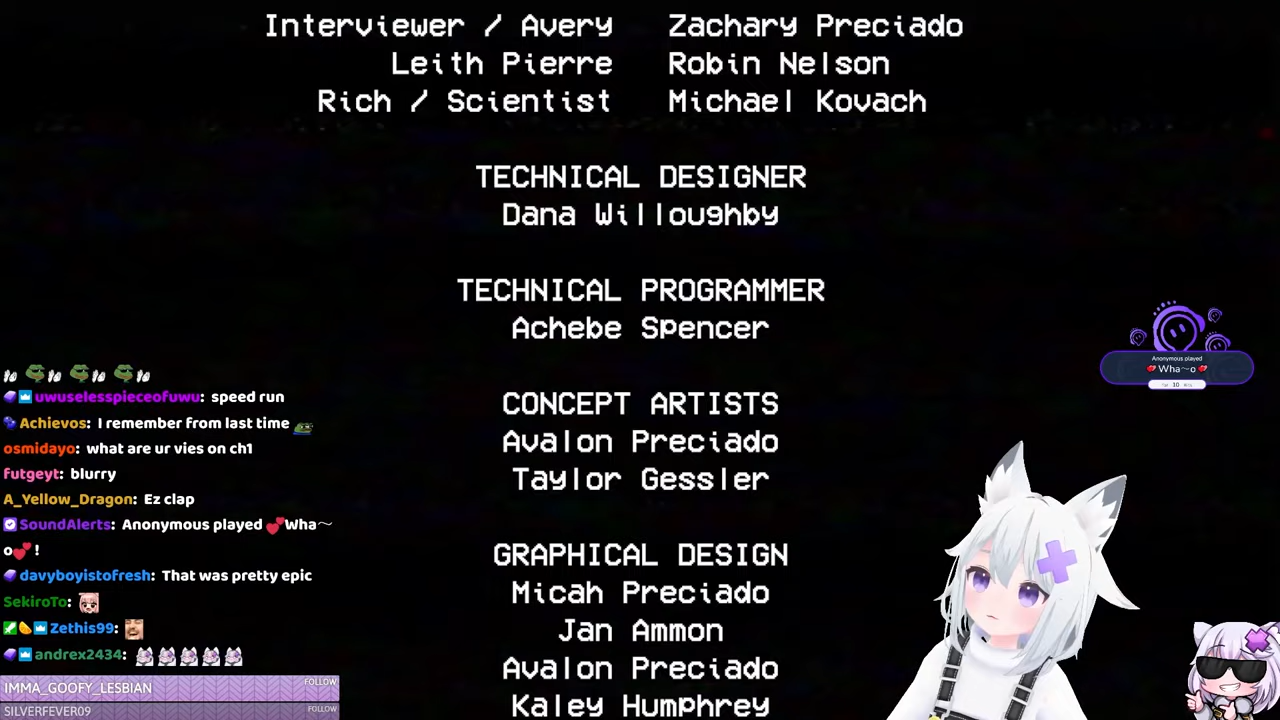 Interviewer / Avery Zachary Preciado
Leith Pierre Robin Nelson
Rich / Scientist Michael Kovach
TECHNICAL DESIGNER
Dana Willoughby
TECHNICAL PROGRAMMER
Achebe Spencer
CONCEPT ARTISTS
Avalon Preciado
Taylor Gessler
GRAPHICAL DESIGN
Micah Preciado
Jan Ammon
Avalon Preciado
Kaley Humphrey
uwuselesspieceofuwu: speed run
Achievos: I remember from last time
osmidayo: what are ur vies on ch1
futgeyt: blurry
A_Yellow_Dragon: Ez clap
SoundAlerts: Anonymous played 💕Wha～
o💕 !
davyboyistofresh: That was pretty epic
SekiroTo:
Zethis99:
andrex2434:
IMMA_GOOFY_LESBIAN FOLLOW
SILVERFEVER09 FOLLOW
Anonymous played
💕Wha～o💕
10